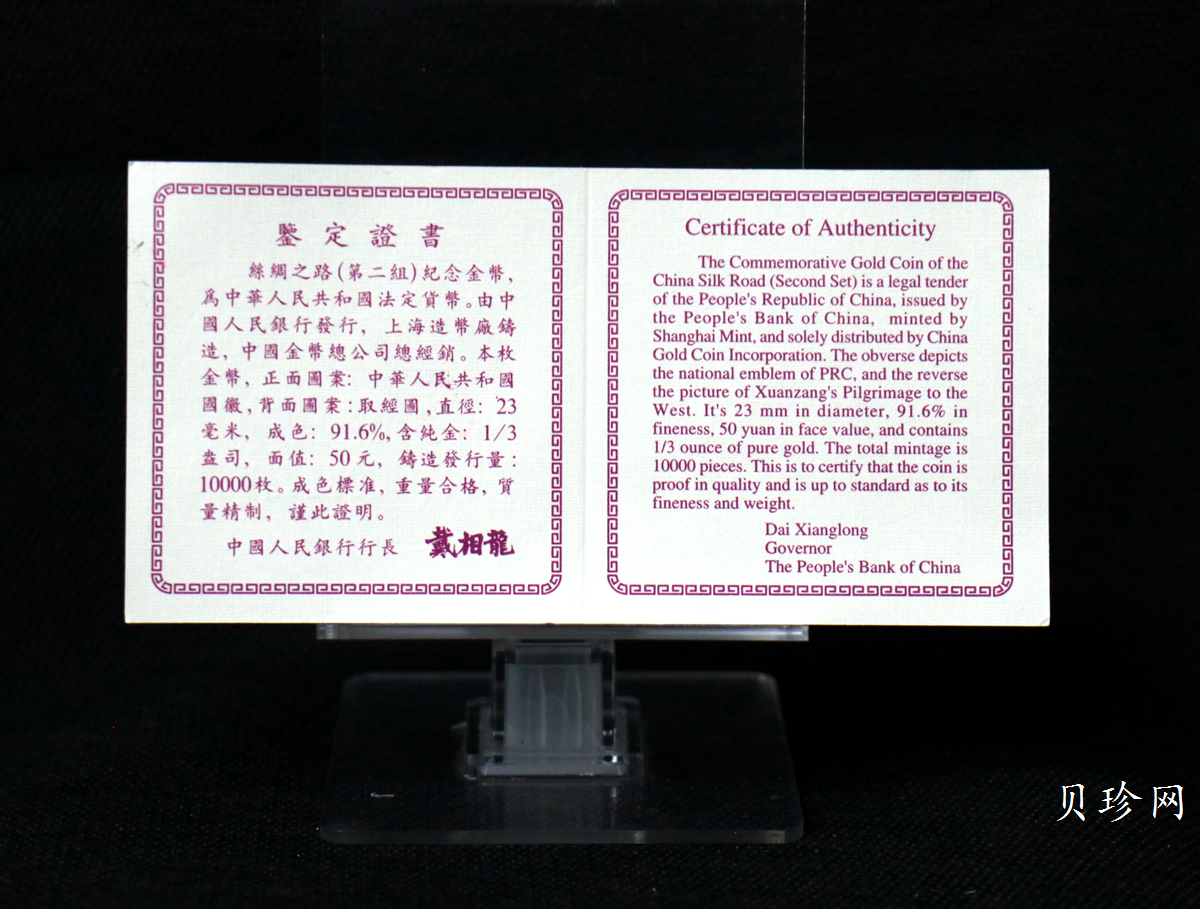 鑒定證書
絲綢之路(第二組)紀念金幣,
爲中華人民共和國法定貨幣。由中
國人民銀行發行, 上海造幣廠鑄
造, 中國金幣總公司總經銷。本枚
金幣, 正面圖案: 中華人民共和國
國徽, 背面圖案: 取經圖, 直徑: 23
毫米, 成色: 91.6%, 含純金: 1/3
盎司, 面值: 50元, 鑄造發行量:
10000枚。成色標准, 重量合格, 質
量精制, 謹此證明。
中國人民銀行行長 戴相龍
Certificate of Authenticity
The Commemorative Gold Coin of the
China Silk Road (Second Set) is a legal tender
of the People's Republic of China, issued by
the People's Bank of China, minted by
Shanghai Mint, and solely distributed by China
Gold Coin Incorporation. The obverse depicts
the national emblem of PRC, and the reverse
the picture of Xuanzang's Pilgrimage to the
West. It's 23 mm in diameter, 91.6% in
fineness, 50 yuan in face value, and contains
1/3 ounce of pure gold. The total mintage is
10000 pieces. This is to certify that the coin is
proof in quality and is up to standard as to its
fineness and weight.
Dai Xianglong
Governor
The People's Bank of China
贝珍网